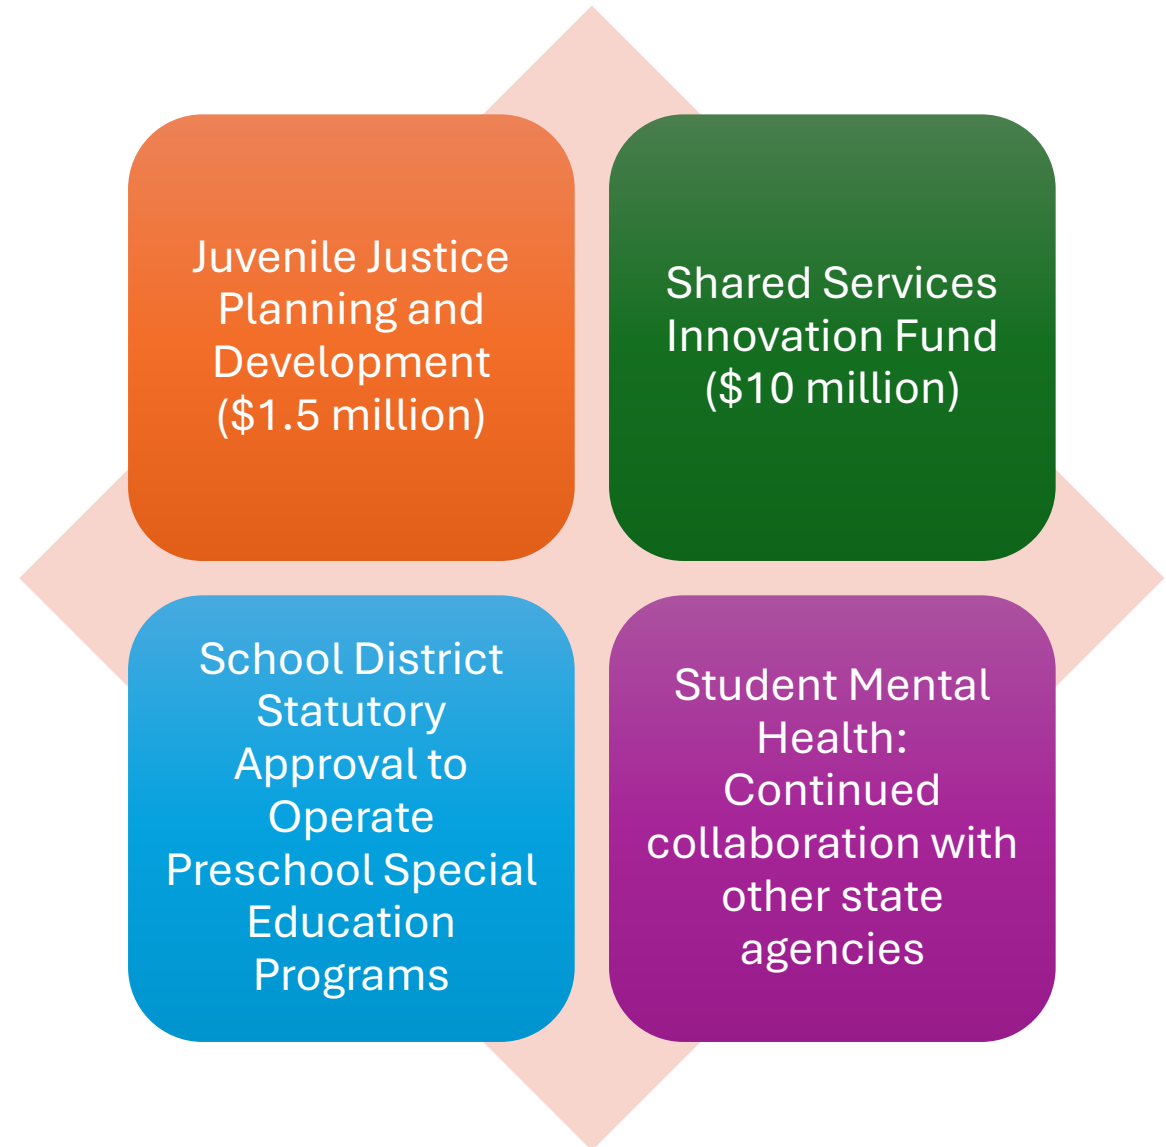 Juvenile Justice
Planning and
Development
($1.5 million)
Shared Services
Innovation Fund
($10 million)
School District
Statutory
Approval to
Operate
Preschool Special
Education
Programs
Student Mental
Health:
Continued
collaboration with
other state
agencies